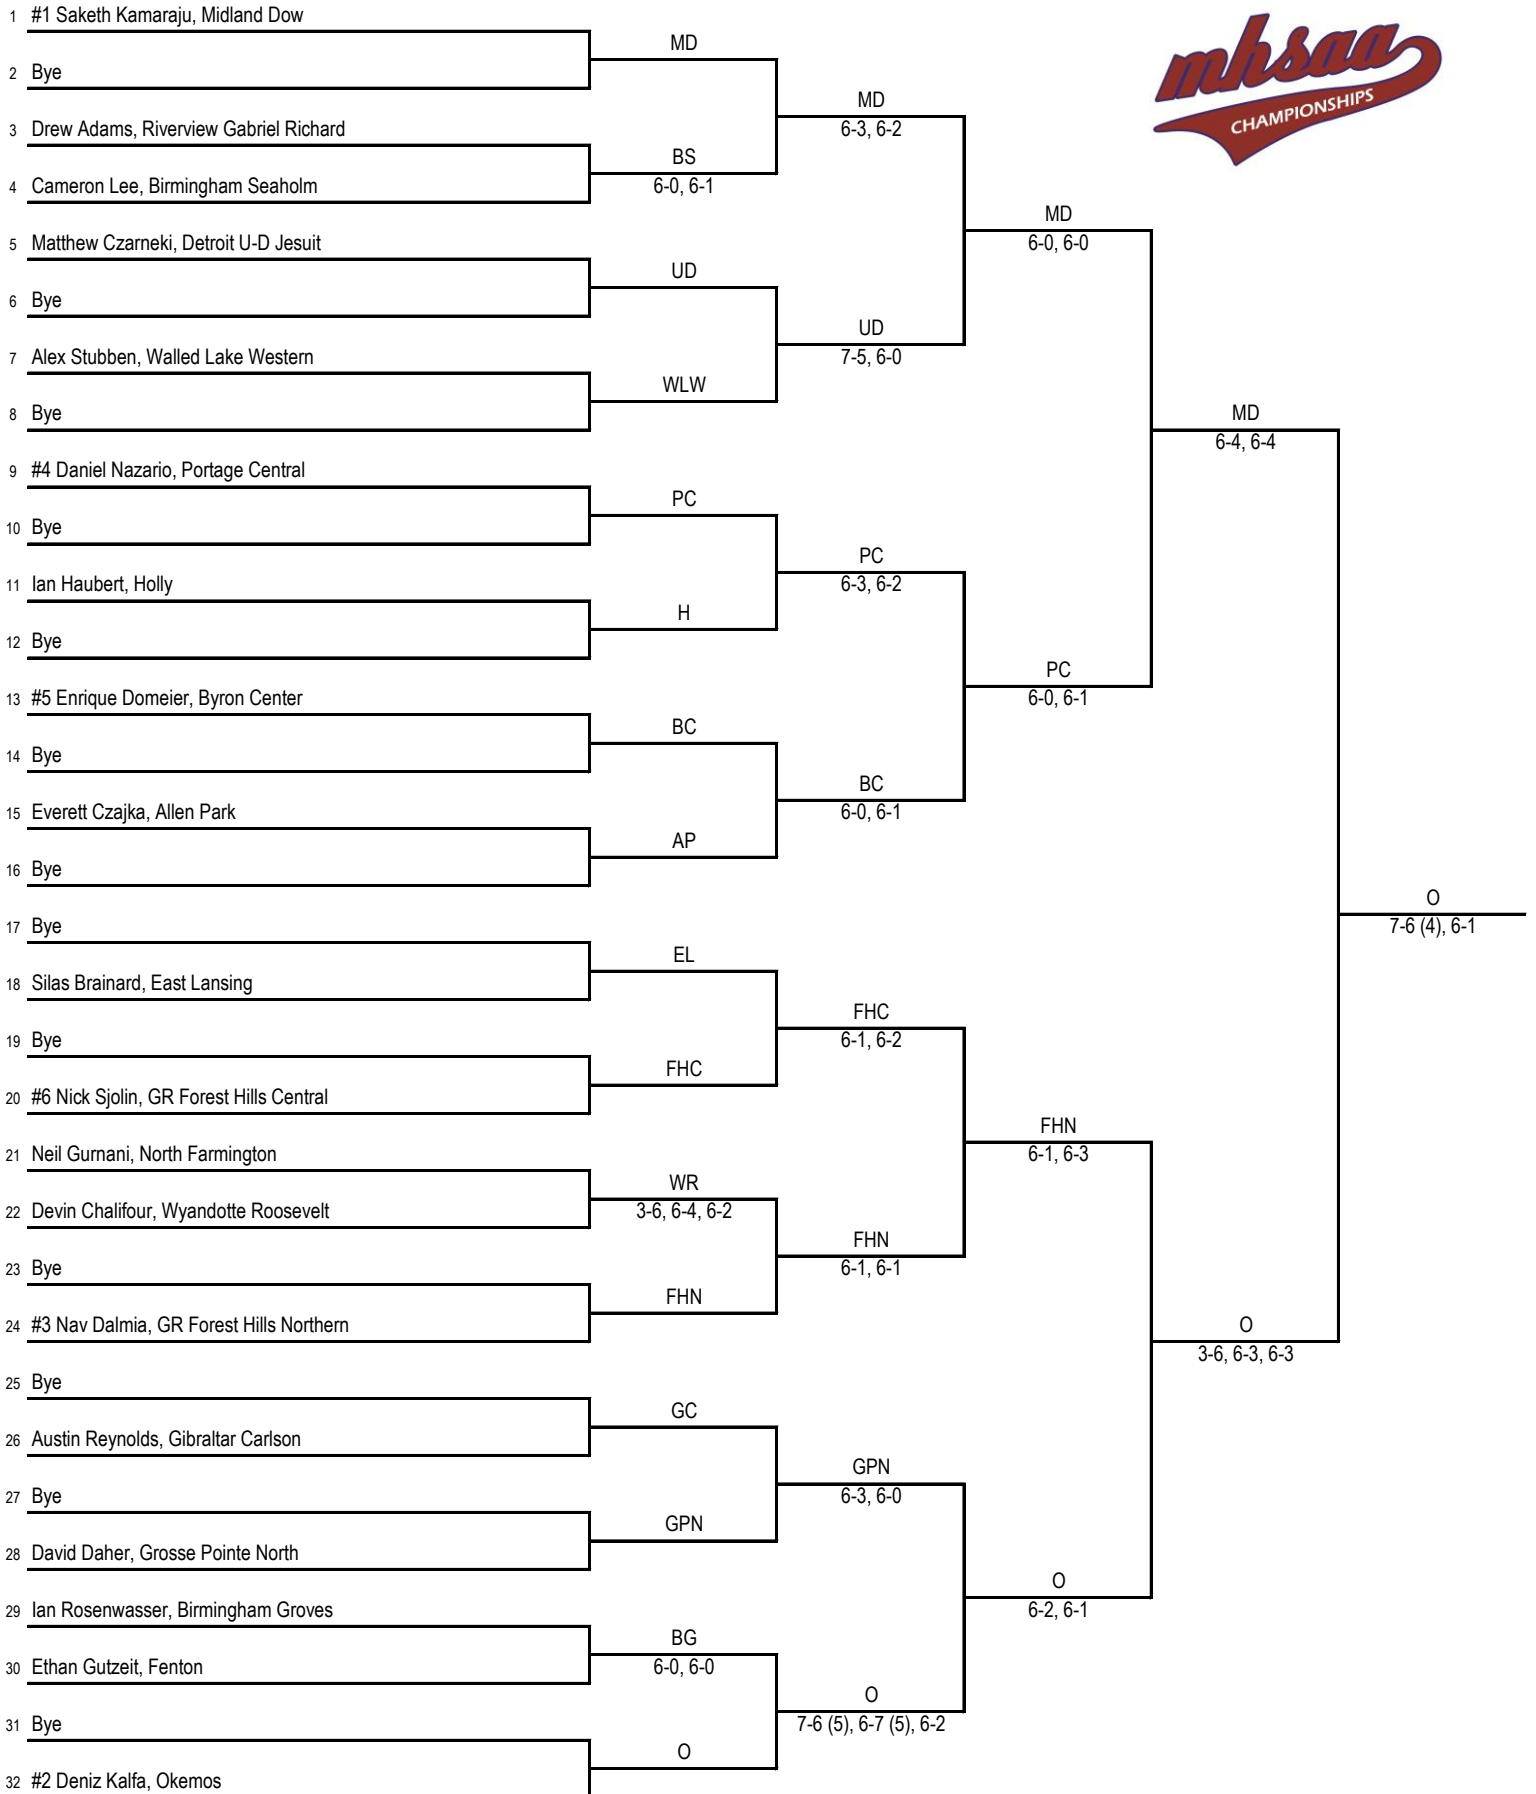 mhsaa
CHAMPIONSHIPS
1 #1 Saketh Kamaraju, Midland Dow
MD
2 Bye
MD
6-3, 6-2
3 Drew Adams, Riverview Gabriel Richard
BS
6-0, 6-1
4 Cameron Lee, Birmingham Seaholm
MD
6-0, 6-0
5 Matthew Czarneki, Detroit U-D Jesuit
UD
6 Bye
UD
7-5, 6-0
7 Alex Stubben, Walled Lake Western
WLW
8 Bye
MD
6-4, 6-4
9 #4 Daniel Nazario, Portage Central
PC
10 Bye
PC
6-3, 6-2
11 Ian Haubert, Holly
H
12 Bye
PC
6-0, 6-1
13 #5 Enrique Domeier, Byron Center
BC
14 Bye
BC
6-0, 6-1
15 Everett Czajka, Allen Park
AP
16 Bye
O
7-6 (4), 6-1
17 Bye
EL
18 Silas Brainard, East Lansing
FHC
6-1, 6-2
19 Bye
FHC
20 #6 Nick Sjolin, GR Forest Hills Central
FHN
6-1, 6-3
21 Neil Gurnani, North Farmington
WR
3-6, 6-4, 6-2
22 Devin Chalifour, Wyandotte Roosevelt
FHN
6-1, 6-1
23 Bye
FHN
24 #3 Nav Dalmia, GR Forest Hills Northern
O
3-6, 6-3, 6-3
25 Bye
GC
26 Austin Reynolds, Gibraltar Carlson
GPN
6-3, 6-0
27 Bye
GPN
28 David Daher, Grosse Pointe North
O
6-2, 6-1
29 Ian Rosenwasser, Birmingham Groves
BG
6-0, 6-0
30 Ethan Gutzeit, Fenton
O
7-6 (5), 6-7 (5), 6-2
31 Bye
O
32 #2 Deniz Kalfa, Okemos